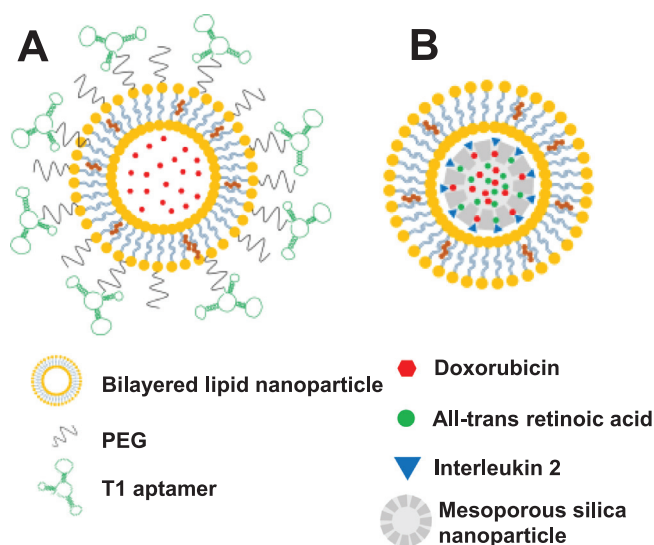 A
B
Bilayered lipid nanoparticle
PEG
T1 aptamer
Doxorubicin
All-trans retinoic acid
Interleukin 2
Mesoporous silica
nanoparticle